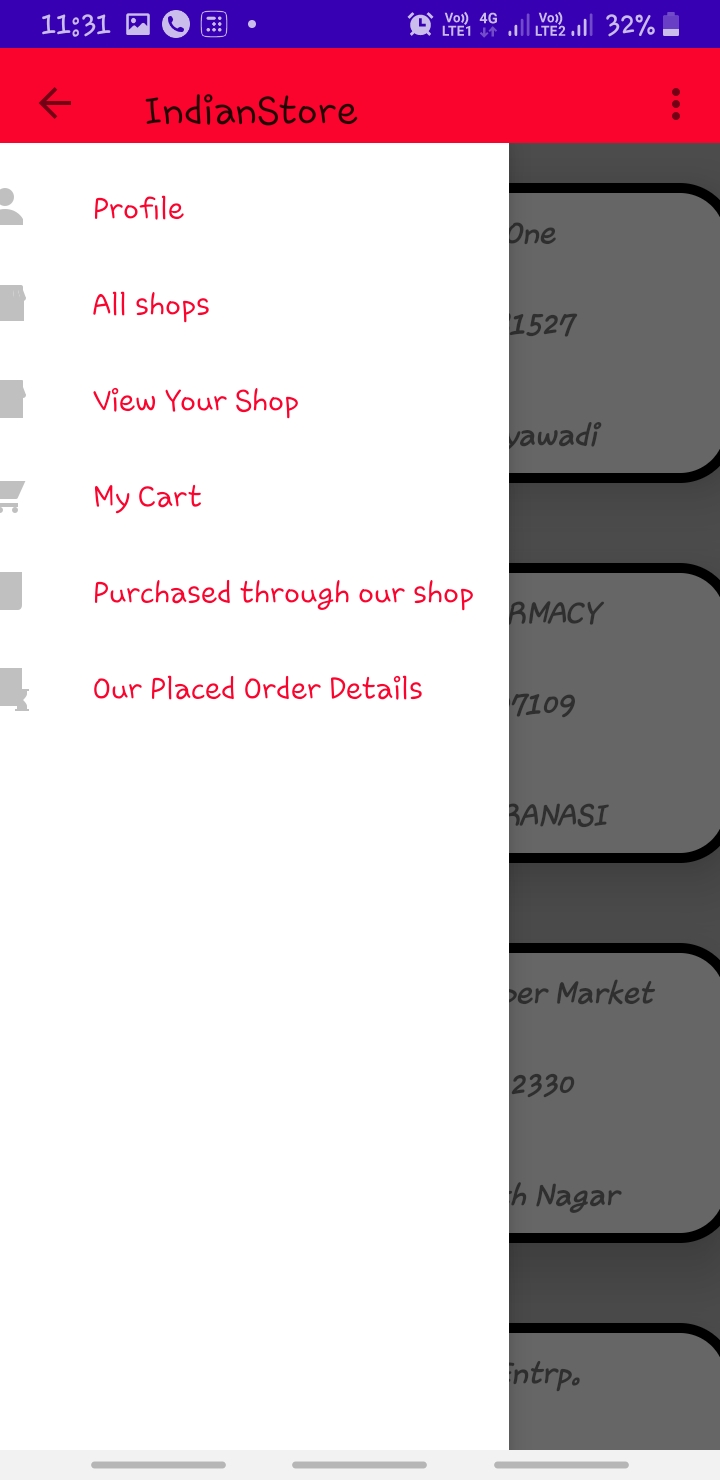 11:31
Vo)) LTE1 4G Vo)) LTE2 32%
IndianStore
Profile
All shops
View Your Shop
My Cart
Purchased through our shop
Our Placed Order Details
One
1527
yawadi
RMACY
7109
RANASI
per Market
2330
h Nagar
Entrp.